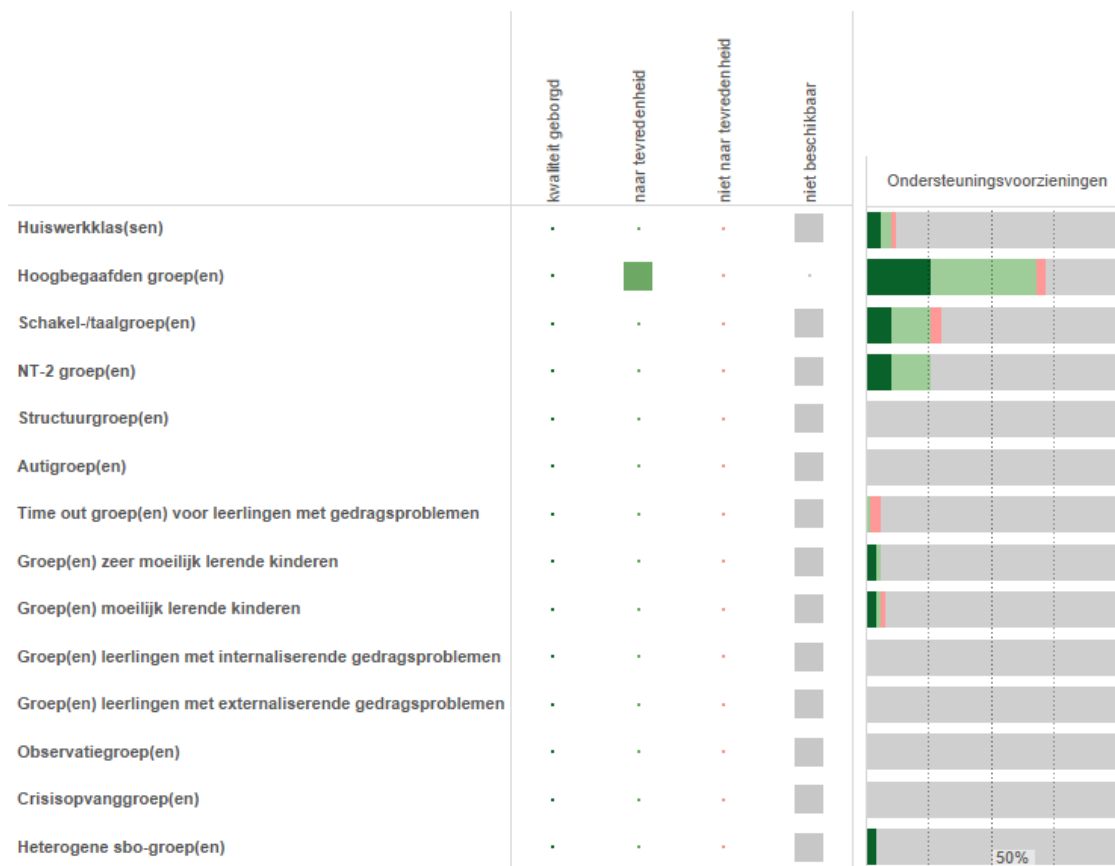 kwaliteit geborgd
naar tevredenheid
niet naar tevredenheid
niet beschikbaar
Ondersteuningsvoorzieningen
Huiswerkklas(sen)
Hoogbegaafden groep(en)
Schakel-/taalgroep(en)
NT-2 groep(en)
Structuurgroep(en)
Autigroep(en)
Time out groep(en) voor leerlingen met gedragsproblemen
Groep(en) zeer moeilijk lerende kinderen
Groep(en) moeilijk lerende kinderen
Groep(en) leerlingen met internaliserende gedragsproblemen
Groep(en) leerlingen met externaliserende gedragsproblemen
Observatiegroep(en)
Crisisopvanggroep(en)
Heterogene sbo-groep(en)
50%